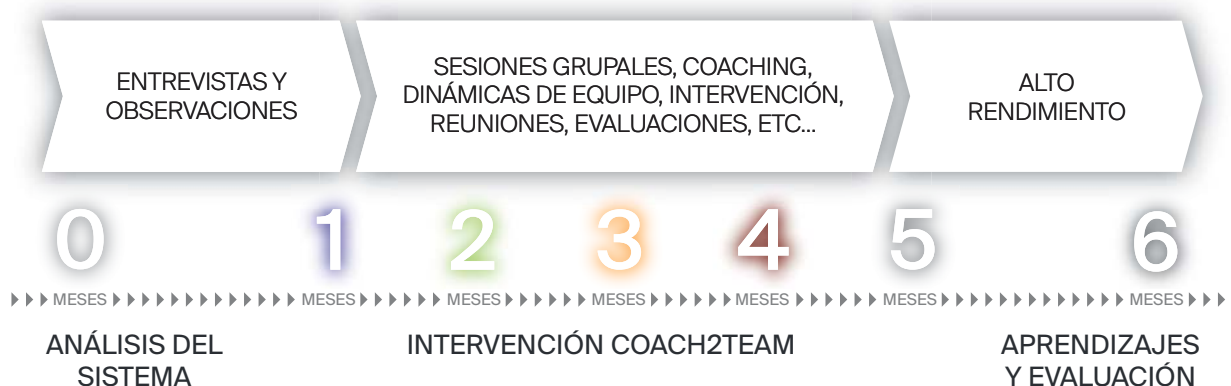 ENTREVISTAS Y
OBSERVACIONES
SESIONES GRUPALES, COACHING,
DINÁMICAS DE EQUIPO, INTERVENCIÓN,
REUNIONES, EVALUACIONES, ETC...
ALTO
RENDIMIENTO
0 1 2 3 4 5 6
MESES MESES MESES MESES MESES MESES MESES
ANÁLISIS DEL
SISTEMA
INTERVENCIÓN COACH2TEAM
APRENDIZAJES
Y EVALUACIÓN